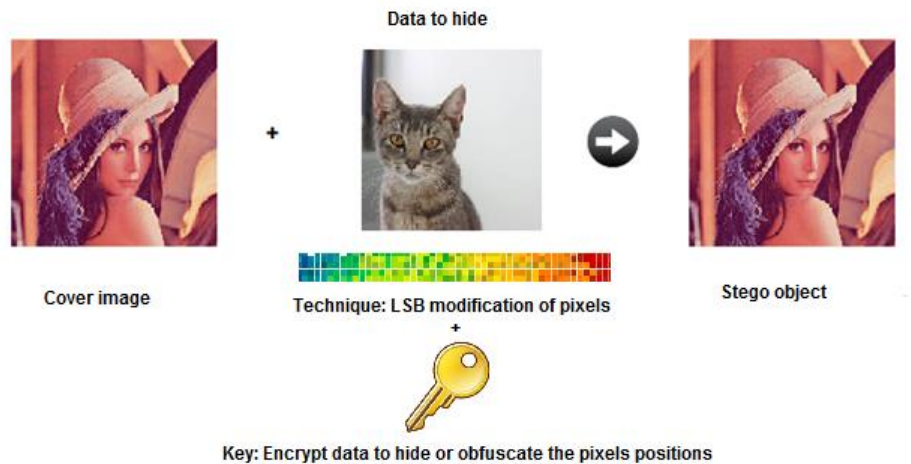 Data to hide
+
Cover image
Stego object
Technique: LSB modification of pixels
+
Key: Encrypt data to hide or obfuscate the pixels positions